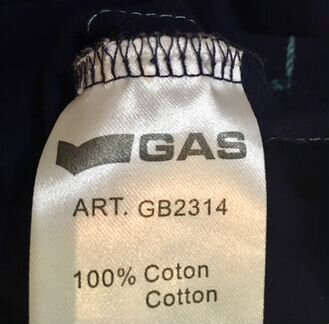 GAS
ART. GB2314
100% Coton
Cotton